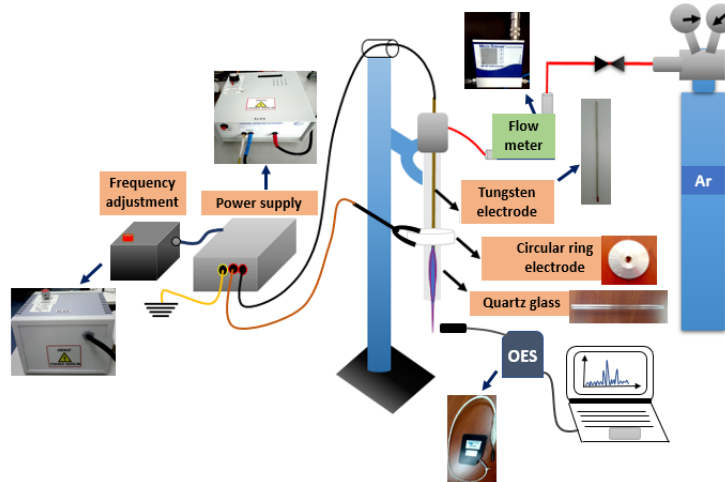 Flow
meter
Frequency
adjustment
Power supply
Tungsten
electrode
Ar
Circular ring
electrode
Quartz glass
OES